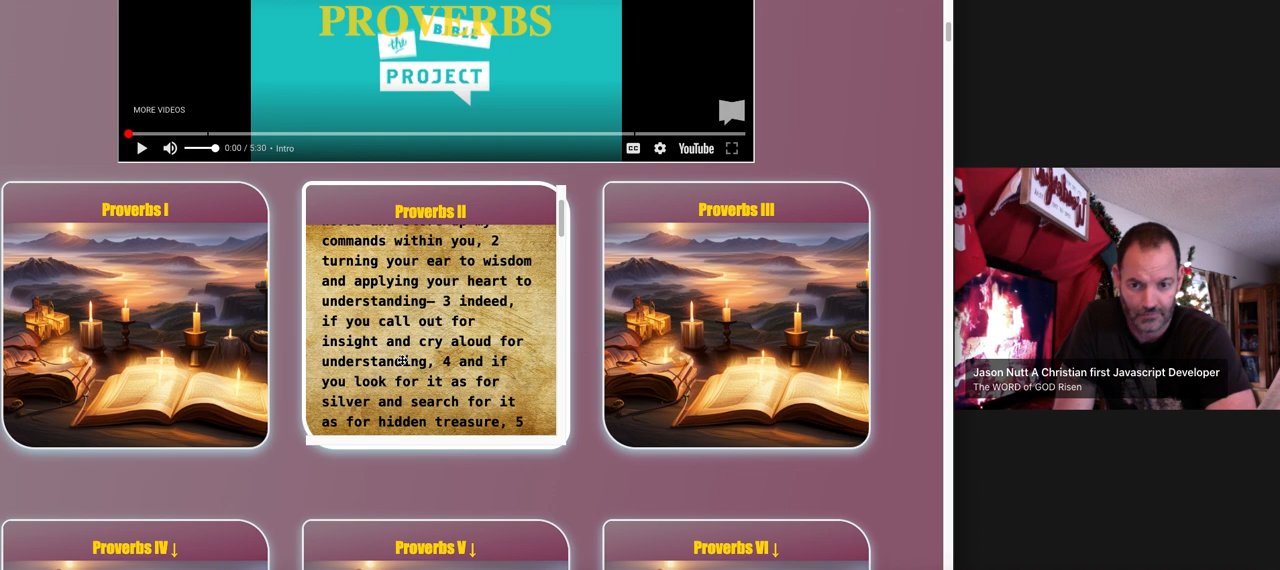 PROVERBS
the BIBLE
PROJECT
MORE VIDEOS
0:00 / 5:30 • Intro
CC
YouTube
Proverbs I
Proverbs II
Proverbs III
commands within you, 2
turning your ear to wisdom
and applying your heart to
understanding— 3 indeed,
if you call out for
insight and cry aloud for
understanding, 4 and if
you look for it as for
silver and search for it
as for hidden treasure, 5
Jason Nutt A Christian first Javascript Developer
The WORD of GOD Risen
Proverbs IV ↓
Proverbs V ↓
Proverbs VI ↓